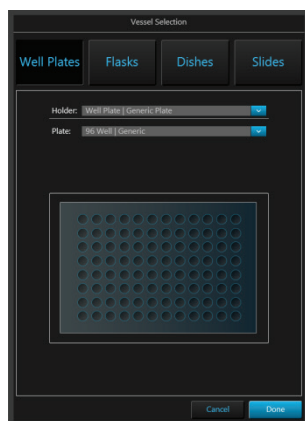 Vessel Selection
Well Plates Flasks Dishes Slides
Holder: Well Plate | Generic Plate
Plate: 96 Well | Generic
Cancel Done